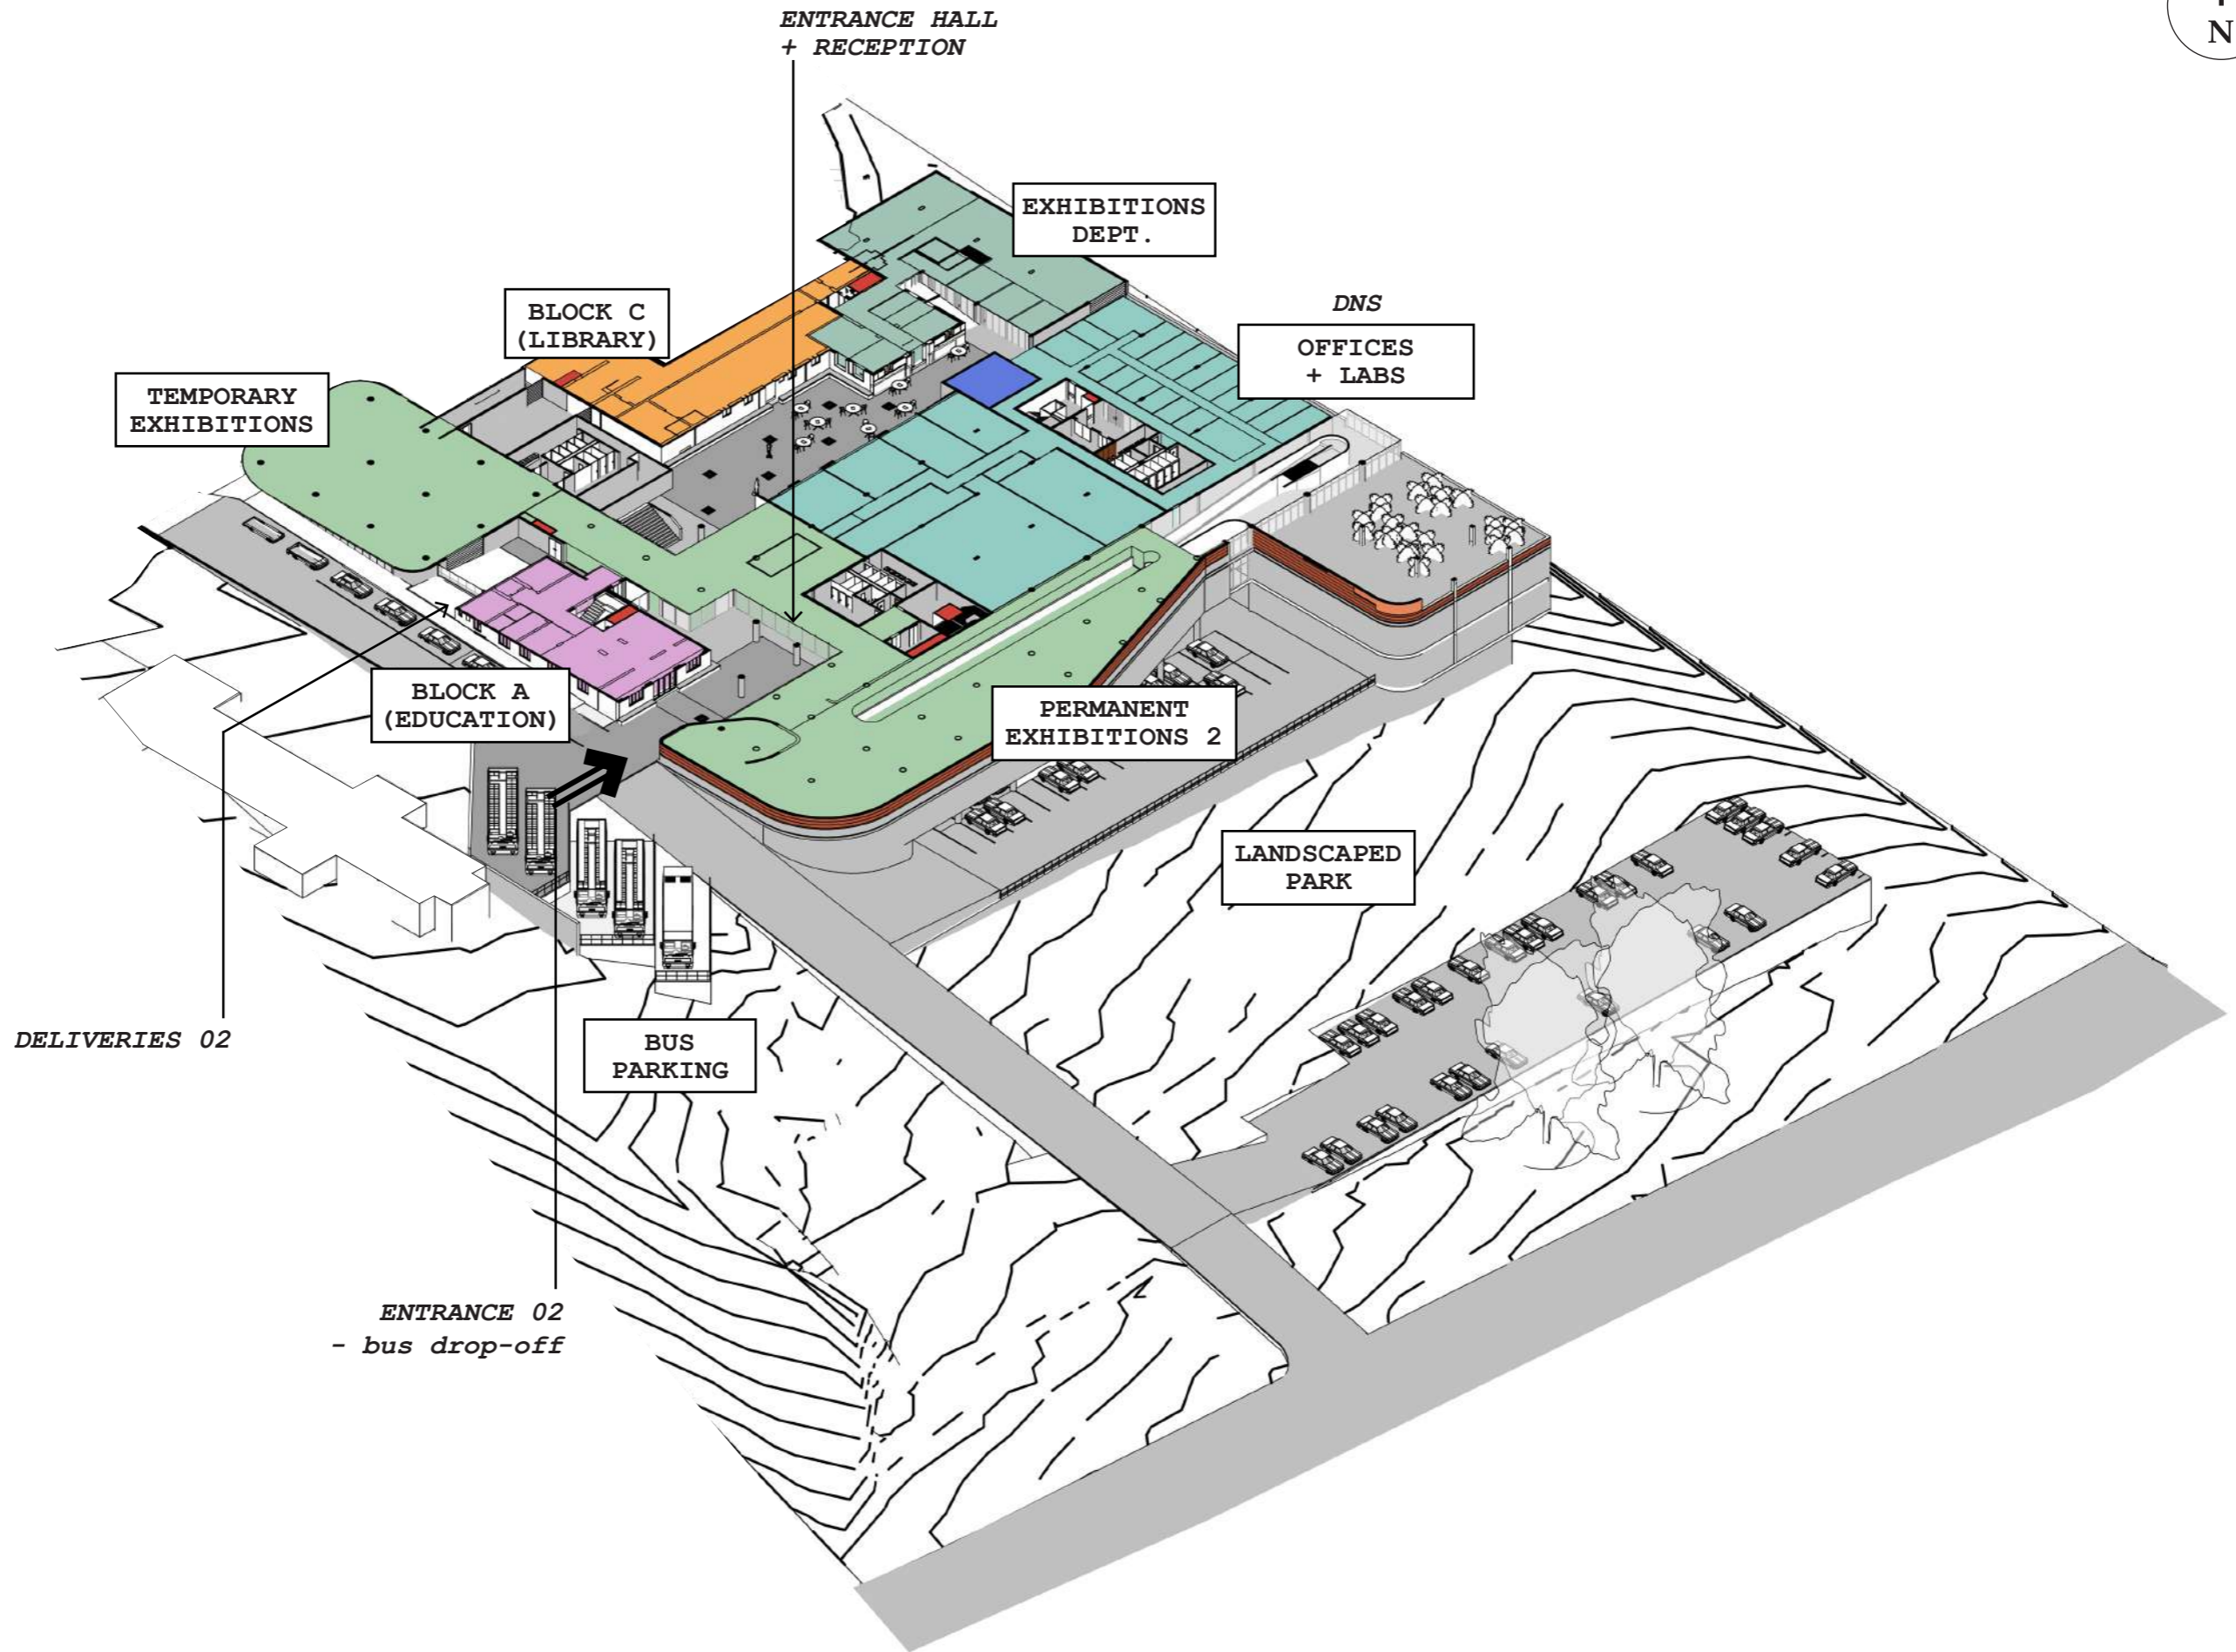 ENTRANCE HALL
+ RECEPTION
N
EXHIBITIONS
DEPT.
BLOCK C
(LIBRARY)
DNS
OFFICES
+ LABS
TEMPORARY
EXHIBITIONS
BLOCK A
(EDUCATION)
PERMANENT
EXHIBITIONS 2
LANDSCAPED
PARK
DELIVERIES 02
BUS
PARKING
ENTRANCE 02
- bus drop-off